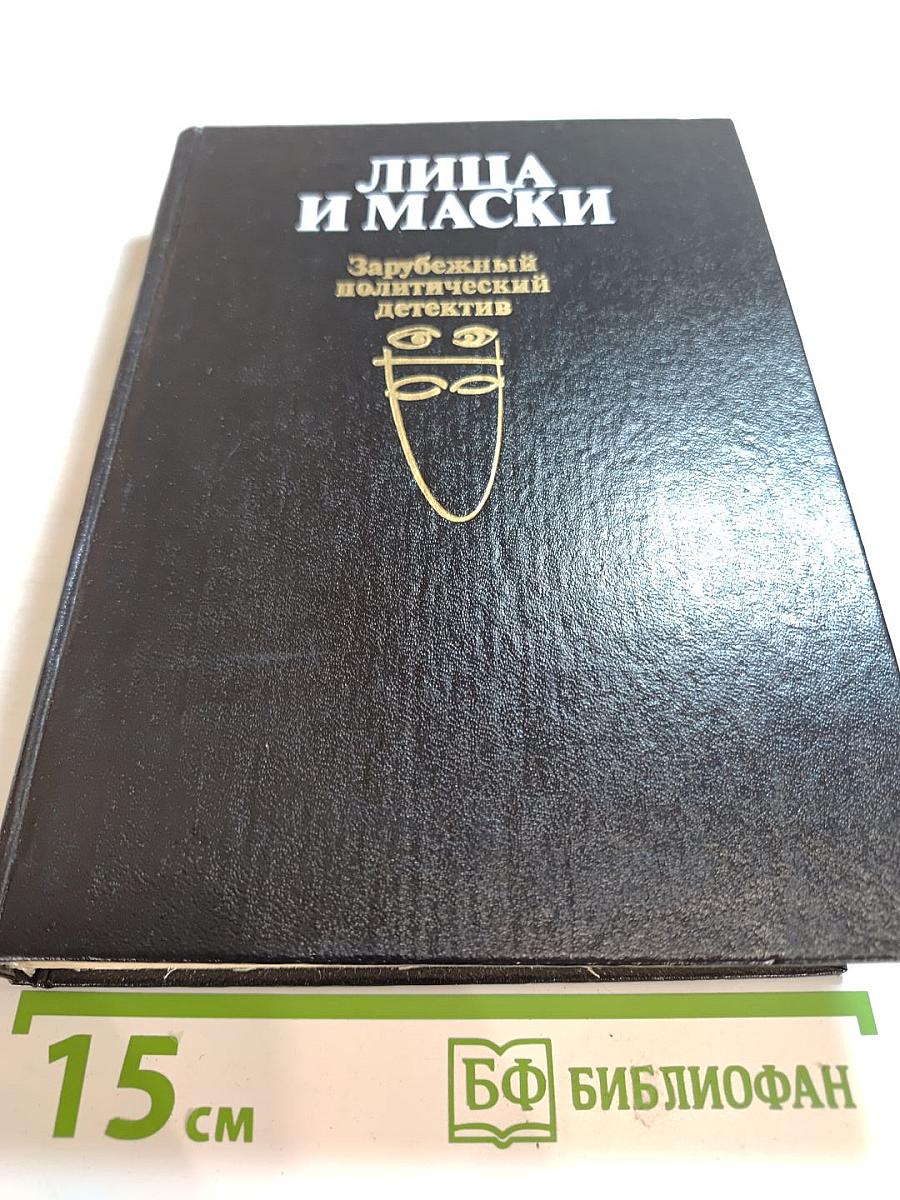 ЛИЦА
И МАСКИ
Зарубежный
политический
детектив
15 см
БФ БИБЛИОФАН